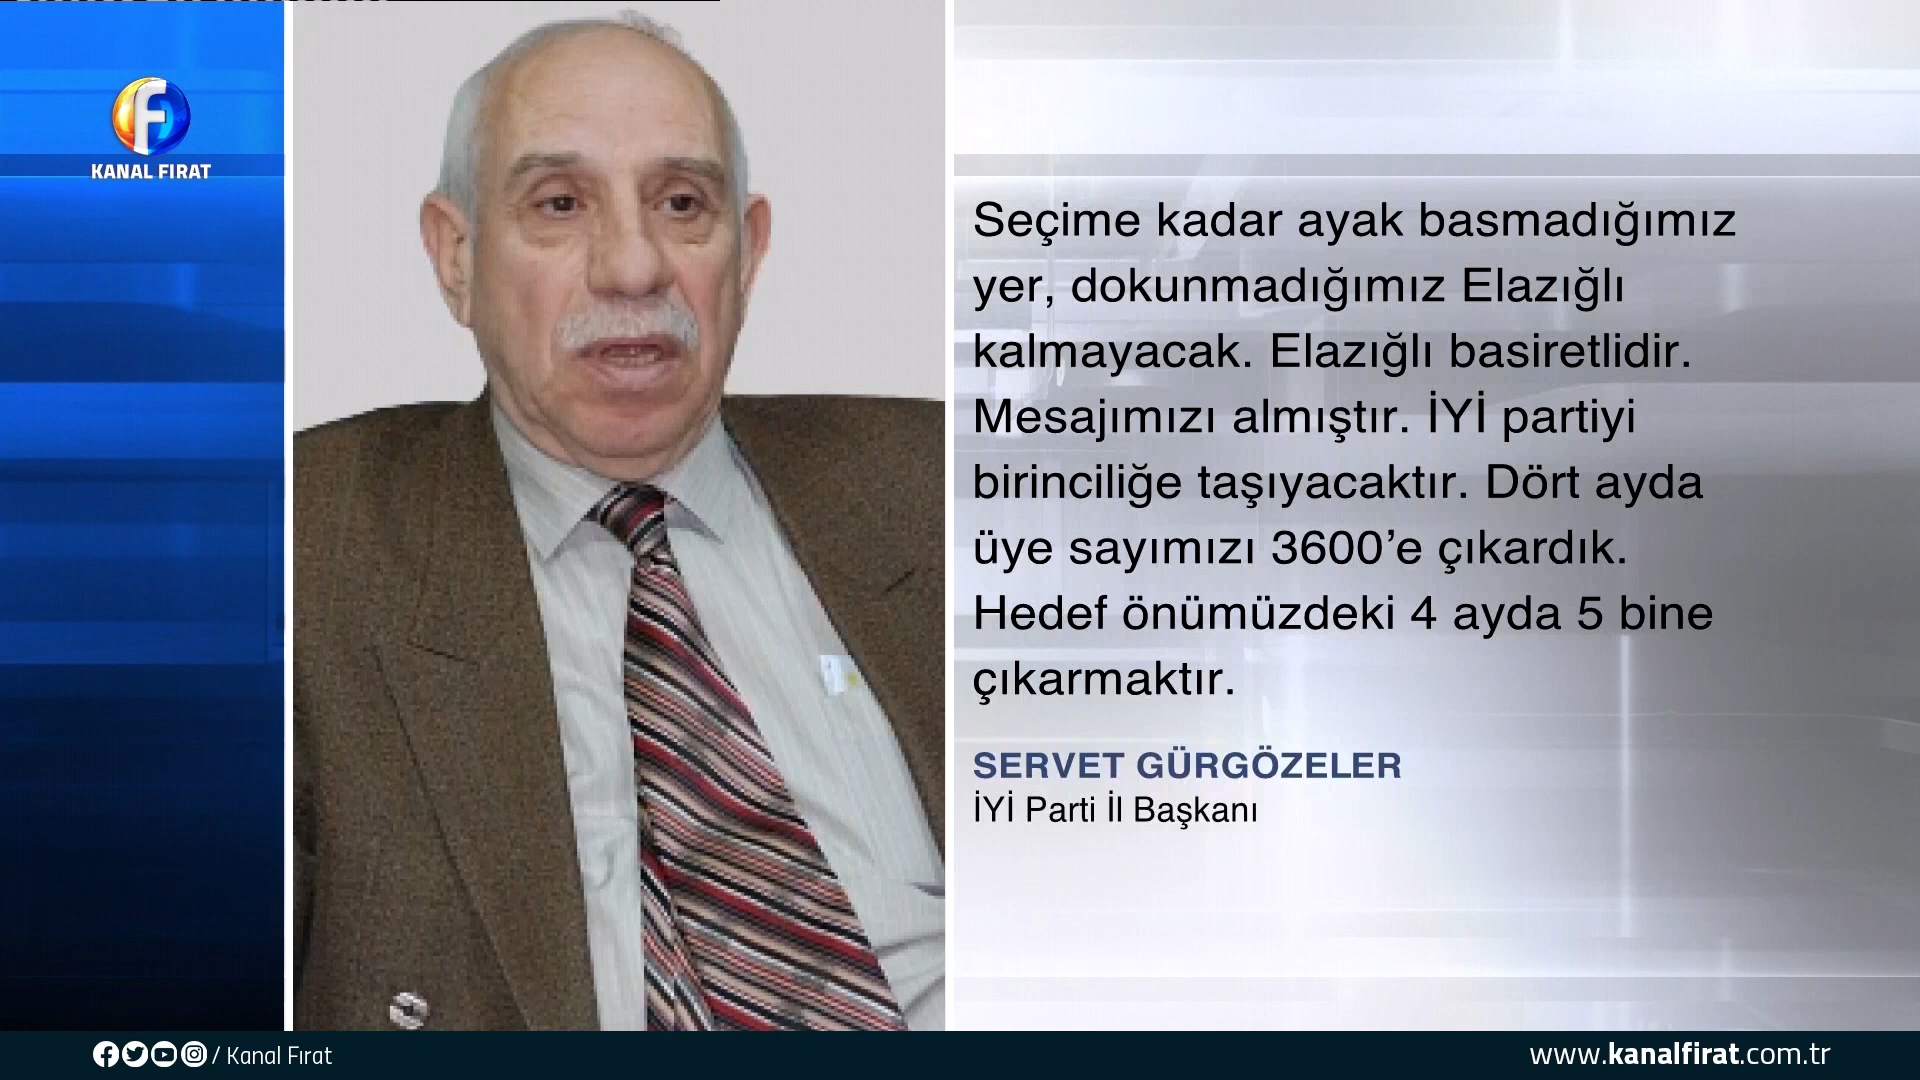 KANAL FIRAT
Seçime kadar ayak basmadığımız
yer, dokunmadığımız Elazığlı
kalmayacak. Elazığlı basiretlidir.
Mesajımızı almıştır. İYİ partiyi
birinciliğe taşıyacaktır. Dört ayda
üye sayımızı 3600’e çıkardık.
Hedef önümüzdeki 4 ayda 5 bine
çıkarmaktır.
SERVET GÜRGÖZELER
İYİ Parti İl Başkanı
/ Kanal Fırat
www.kanalfirat.com.tr